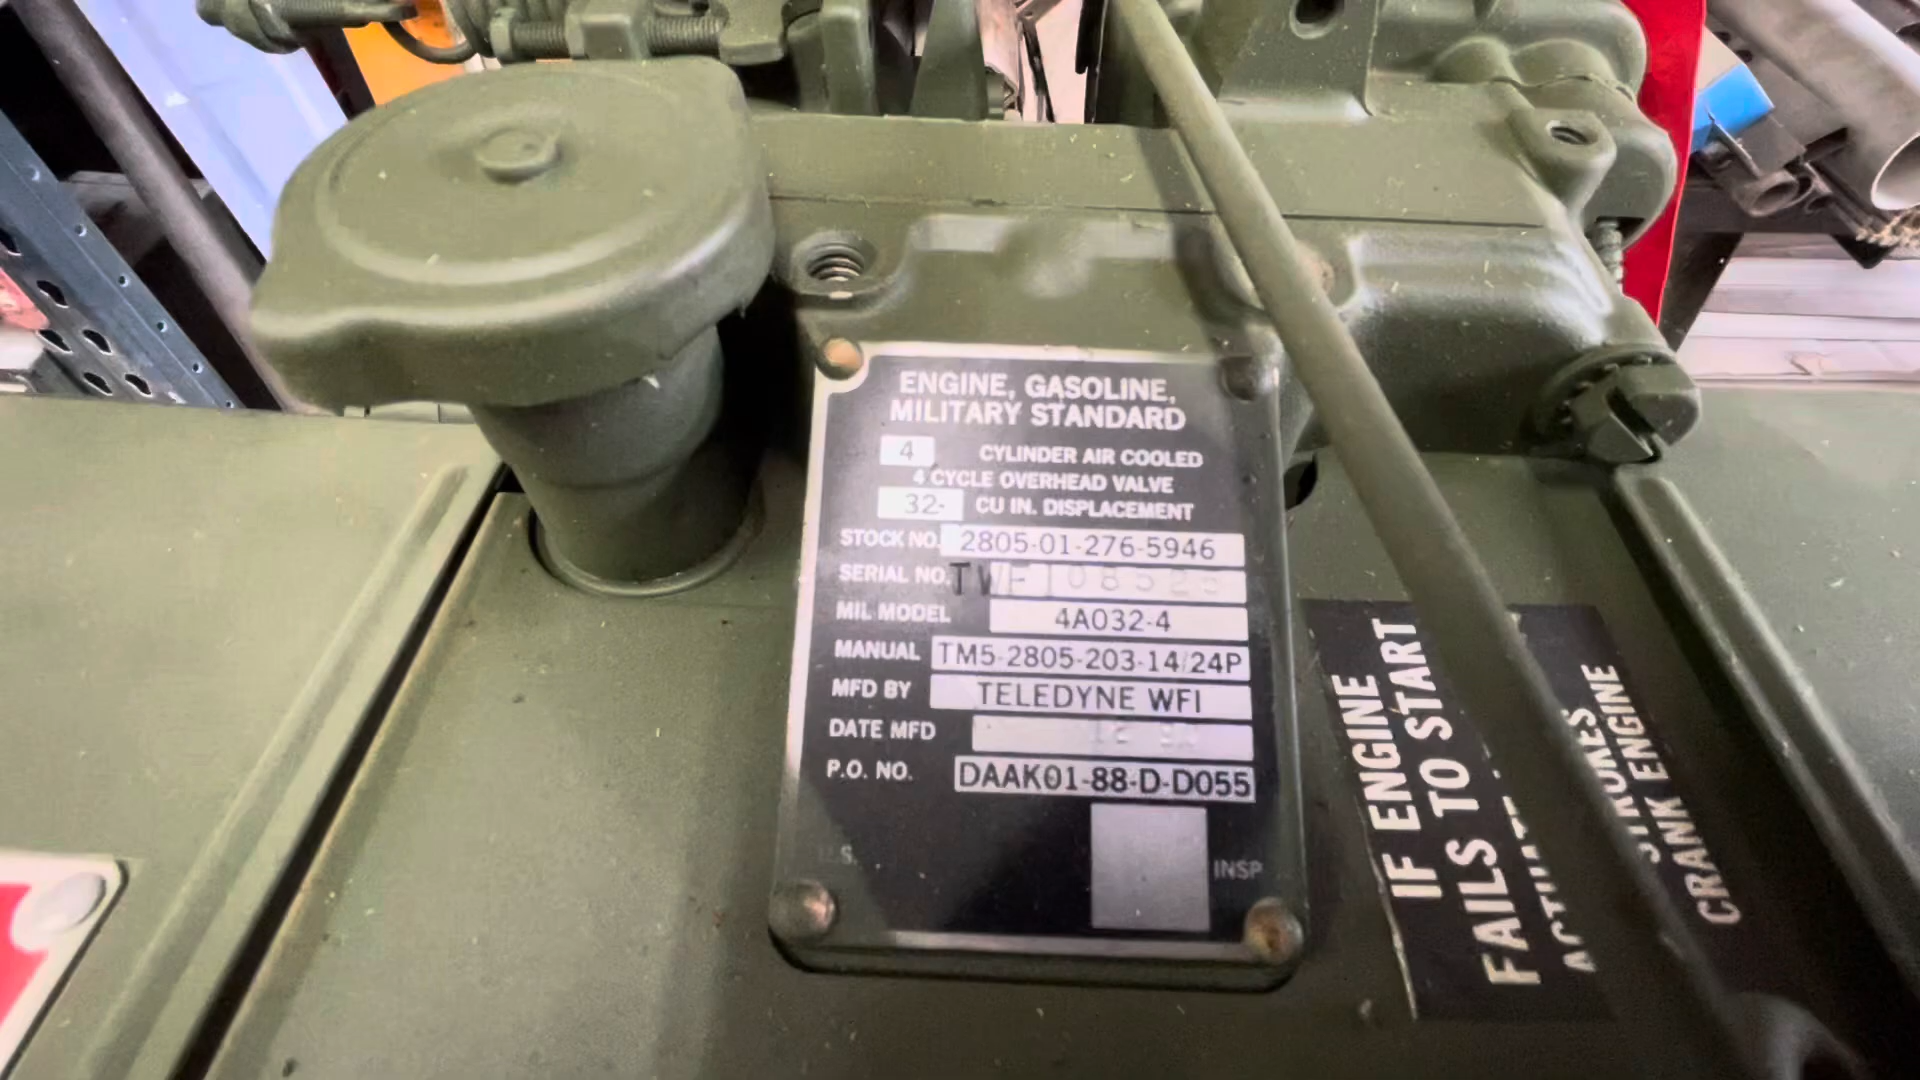 ENGINE, GASOLINE,
MILITARY STANDARD
4 CYLINDER AIR COOLED
4 CYCLE OVERHEAD VALVE
32- CU IN. DISPLACEMENT
STOCK NO. 2805-01-276-5946
SERIAL NO. TWF
MIL MODEL 4A032-4
MANUAL TM5-2805-203-14/24P
MFD BY TELEDYNE WFI
DATE MFD
P.O. NO. DAAK01-88-D-D055
U.S. INSP
IF ENGINE
FAILS TO START
STROKES
CRANK ENGINE